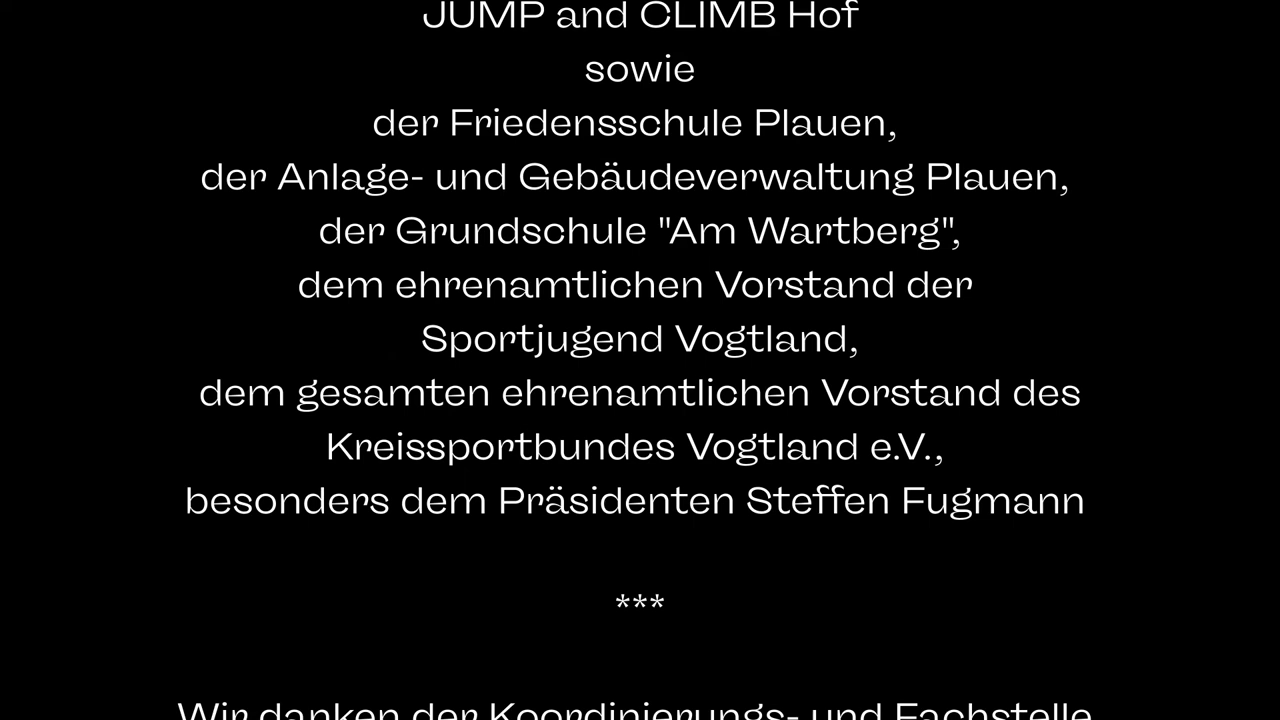 JUMP and CLIMB Hof
sowie
der Friedensschule Plauen,
der Anlage- und Gebäudeverwaltung Plauen,
der Grundschule "Am Wartberg",
dem ehrenamtlichen Vorstand der
Sportjugend Vogtland,
dem gesamten ehrenamtlichen Vorstand des
Kreissportbundes Vogtland e.V.,
besonders dem Präsidenten Steffen Fugmann
***
Wir danken der Koordinierungs- und Fachstelle